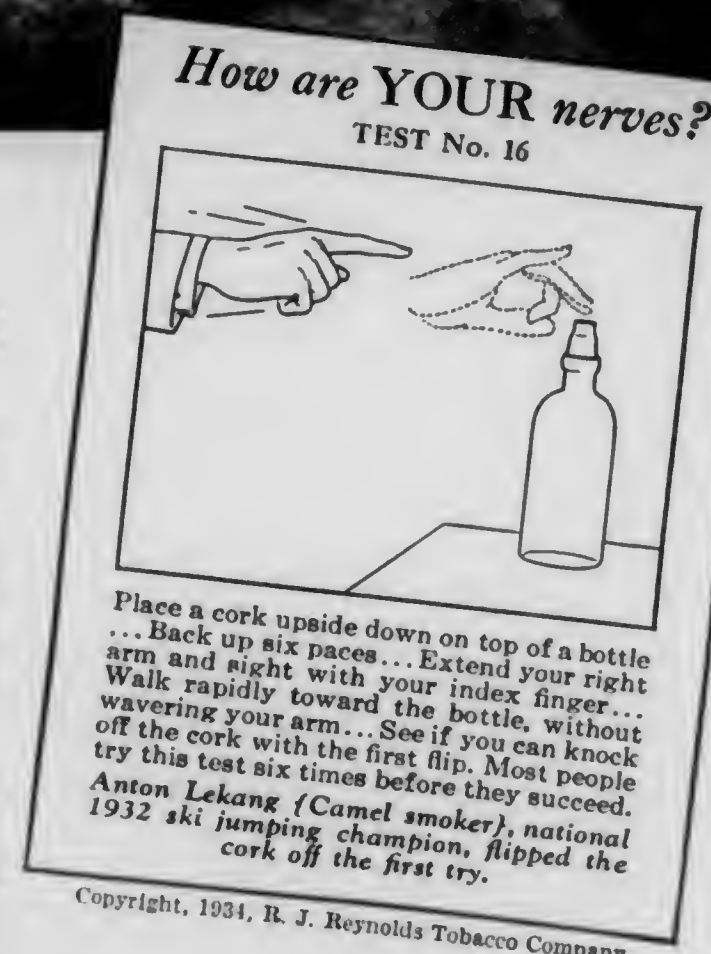 How are YOUR nerves?
TEST No. 16
Place a cork upside down on top of a bottle
... Back up six paces... Extend your right
arm and sight with your index finger...
Walk rapidly toward the bottle, without
wavering your arm... See if you can knock
off the cork with the first flip. Most people
try this test six times before they succeed.
Anton Lekang {Camel smoker}, national
1932 ski jumping champion, flipped the
cork off the first try.
Copyright, 1934, R. J. Reynolds Tobacco Company